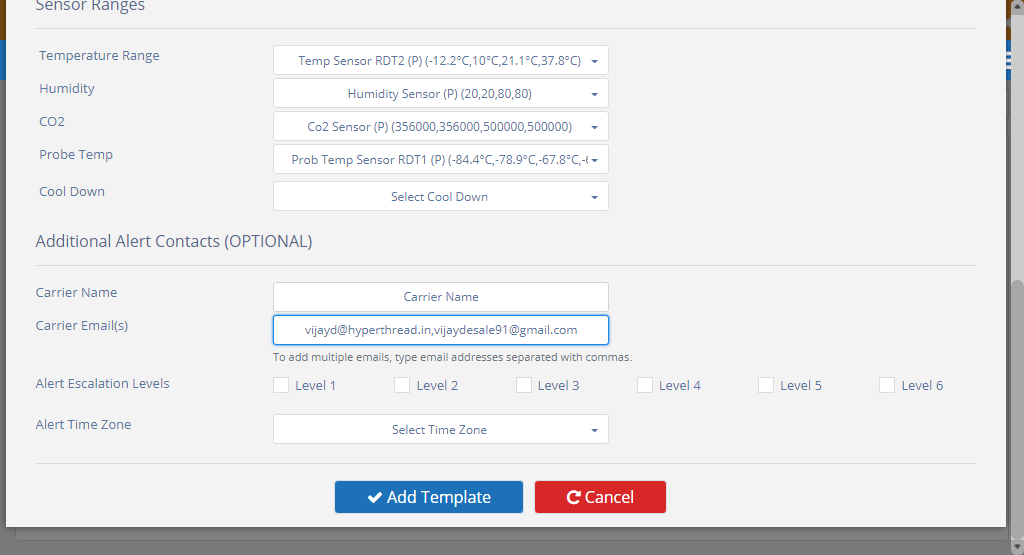 Sensor Ranges
Temperature Range
Temp Sensor RDT2 (P) (-12.2°C,10°C,21.1°C,37.8°C)
Humidity
Humidity Sensor (P) (20,20,80,80)
CO2
Co2 Sensor (P) (356000,356000,500000,500000)
Probe Temp
Prob Temp Sensor RDT1 (P) (-84.4°C,-78.9°C,-67.8°C,-
Cool Down
Select Cool Down
Additional Alert Contacts (OPTIONAL)
Carrier Name
Carrier Name
Carrier Email(s)
vijayd@hyperthread.in,vijaydesale91@gmail.com
To add multiple emails, type email addresses separated with commas.
Alert Escalation Levels
Level 1
Level 2
Level 3
Level 4
Level 5
Level 6
Alert Time Zone
Select Time Zone
Add Template
Cancel